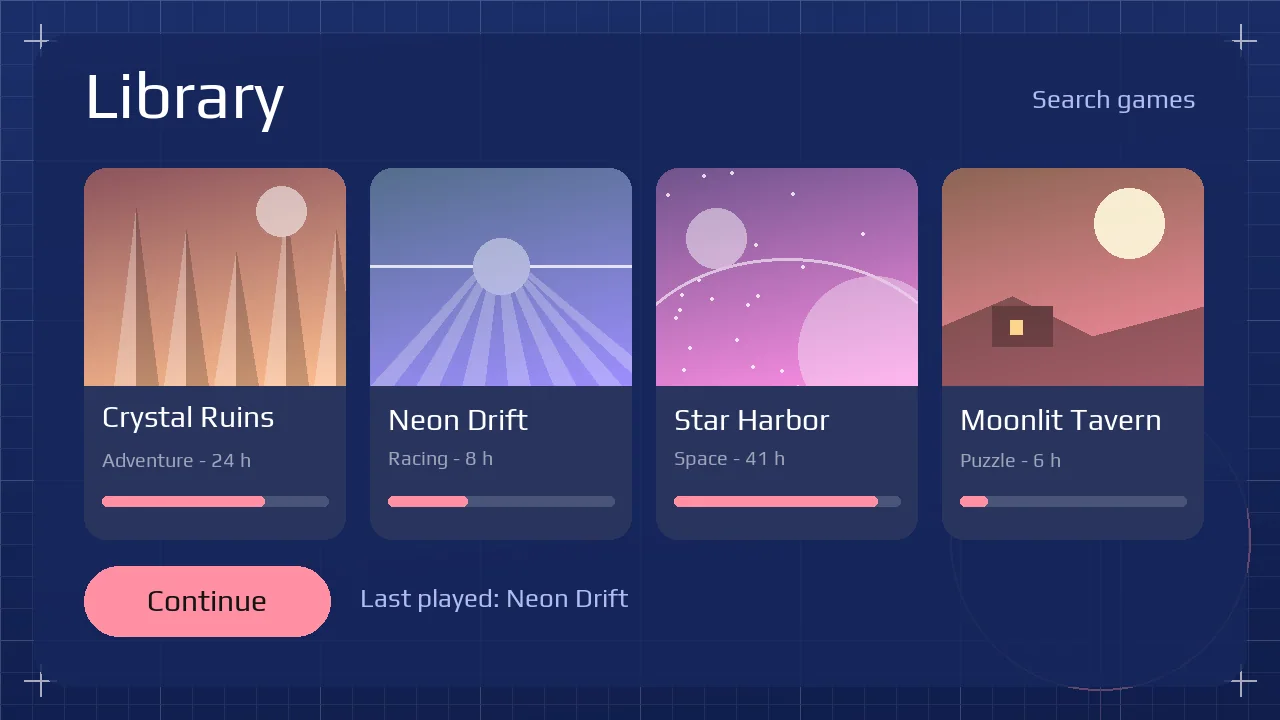 Library
Search games
Crystal Ruins
Adventure - 24 h
Neon Drift
Racing - 8 h
Star Harbor
Space - 41 h
Moonlit Tavern
Puzzle - 6 h
Continue
Last played: Neon Drift